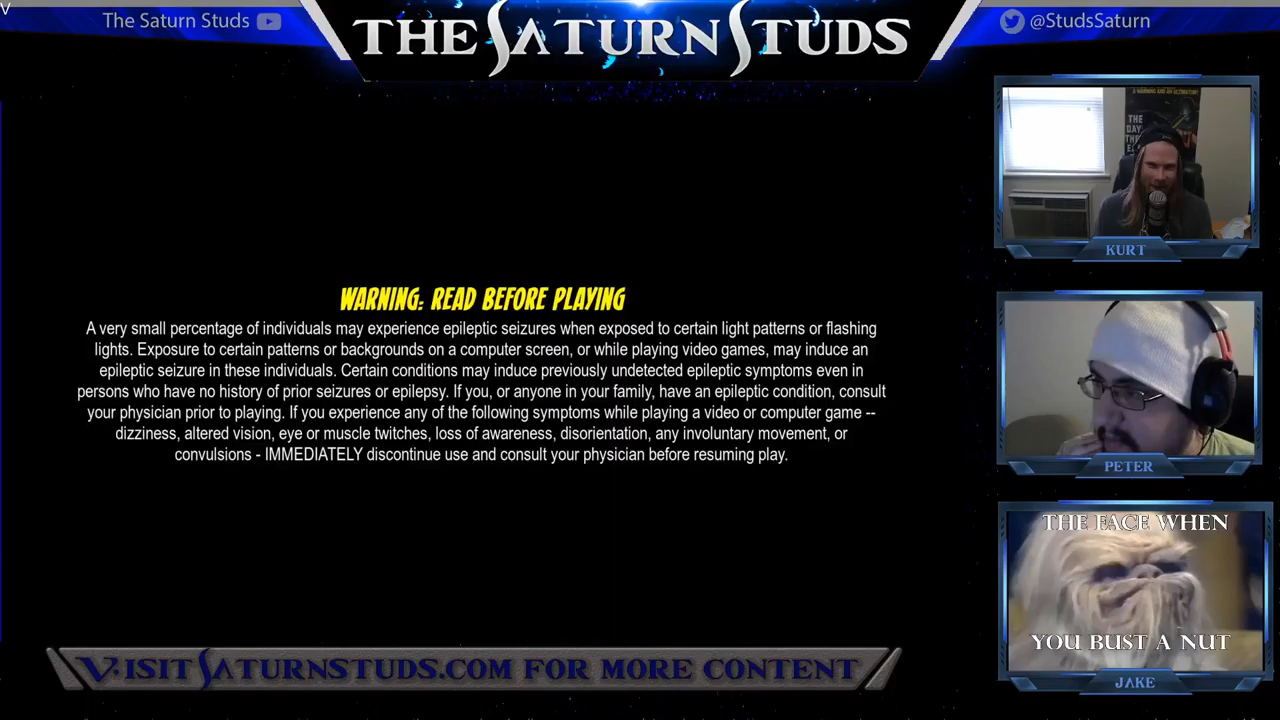 V
The Saturn Studs
THE SATURN STUDS
@StudsSaturn
A WARNING AND AN ULTIMATUM!
THE
DAY
THE
KURT
WARNING: READ BEFORE PLAYING
A very small percentage of individuals may experience epileptic seizures when exposed to certain light patterns or flashing
lights. Exposure to certain patterns or backgrounds on a computer screen, or while playing video games, may induce an
epileptic seizure in these individuals. Certain conditions may induce previously undetected epileptic symptoms even in
persons who have no history of prior seizures or epilepsy. If you, or anyone in your family, have an epileptic condition, consult
your physician prior to playing. If you experience any of the following symptoms while playing a video or computer game --
dizziness, altered vision, eye or muscle twitches, loss of awareness, disorientation, any involuntary movement, or
convulsions - IMMEDIATELY discontinue use and consult your physician before resuming play.
PETER
THE FACE WHEN
YOU BUST A NUT
JAKE
VISIT SATURNSTUDS.COM FOR MORE CONTENT